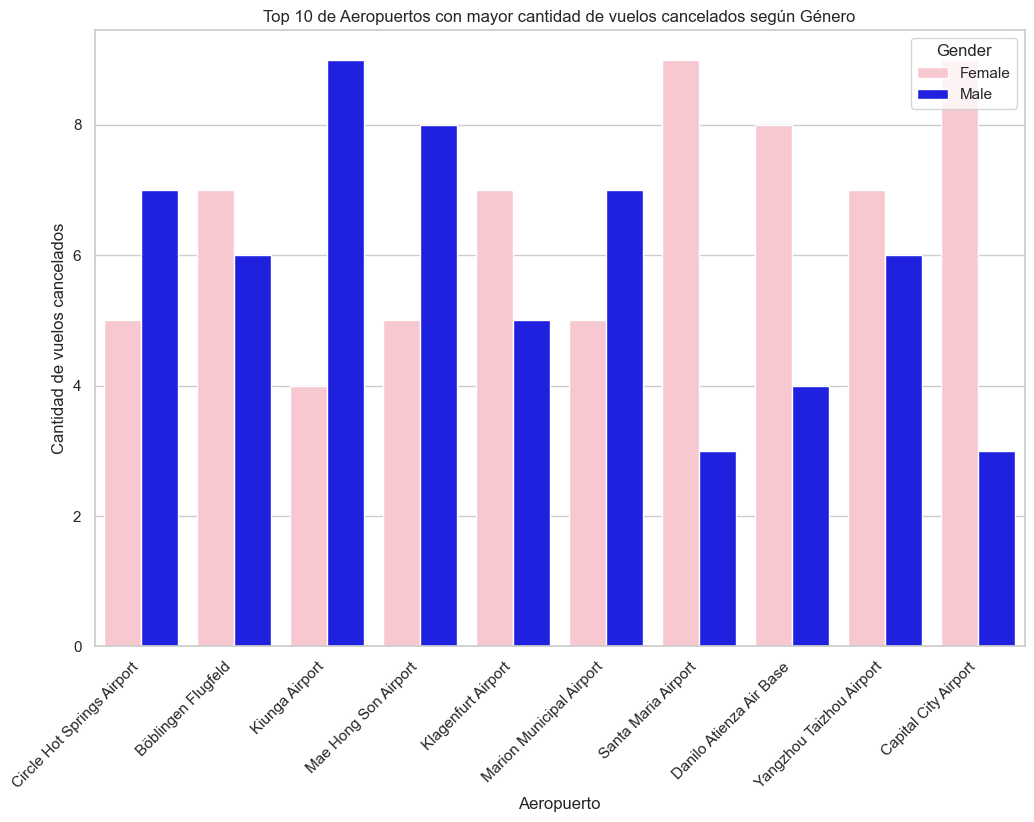 Top 10 de Aeropuertos con mayor cantidad de vuelos cancelados según Género
Gender
Female
Male
Cantidad de vuelos cancelados
8
6
4
2
0
Circle Hot Springs Airport
Böblingen Flugfeld
Kiunga Airport
Mae Hong Son Airport
Klagenfurt Airport
Marion Municipal Airport
Santa Maria Airport
Danilo Atienza Air Base
Yangzhou Taizhou Airport
Capital City Airport
Aeropuerto